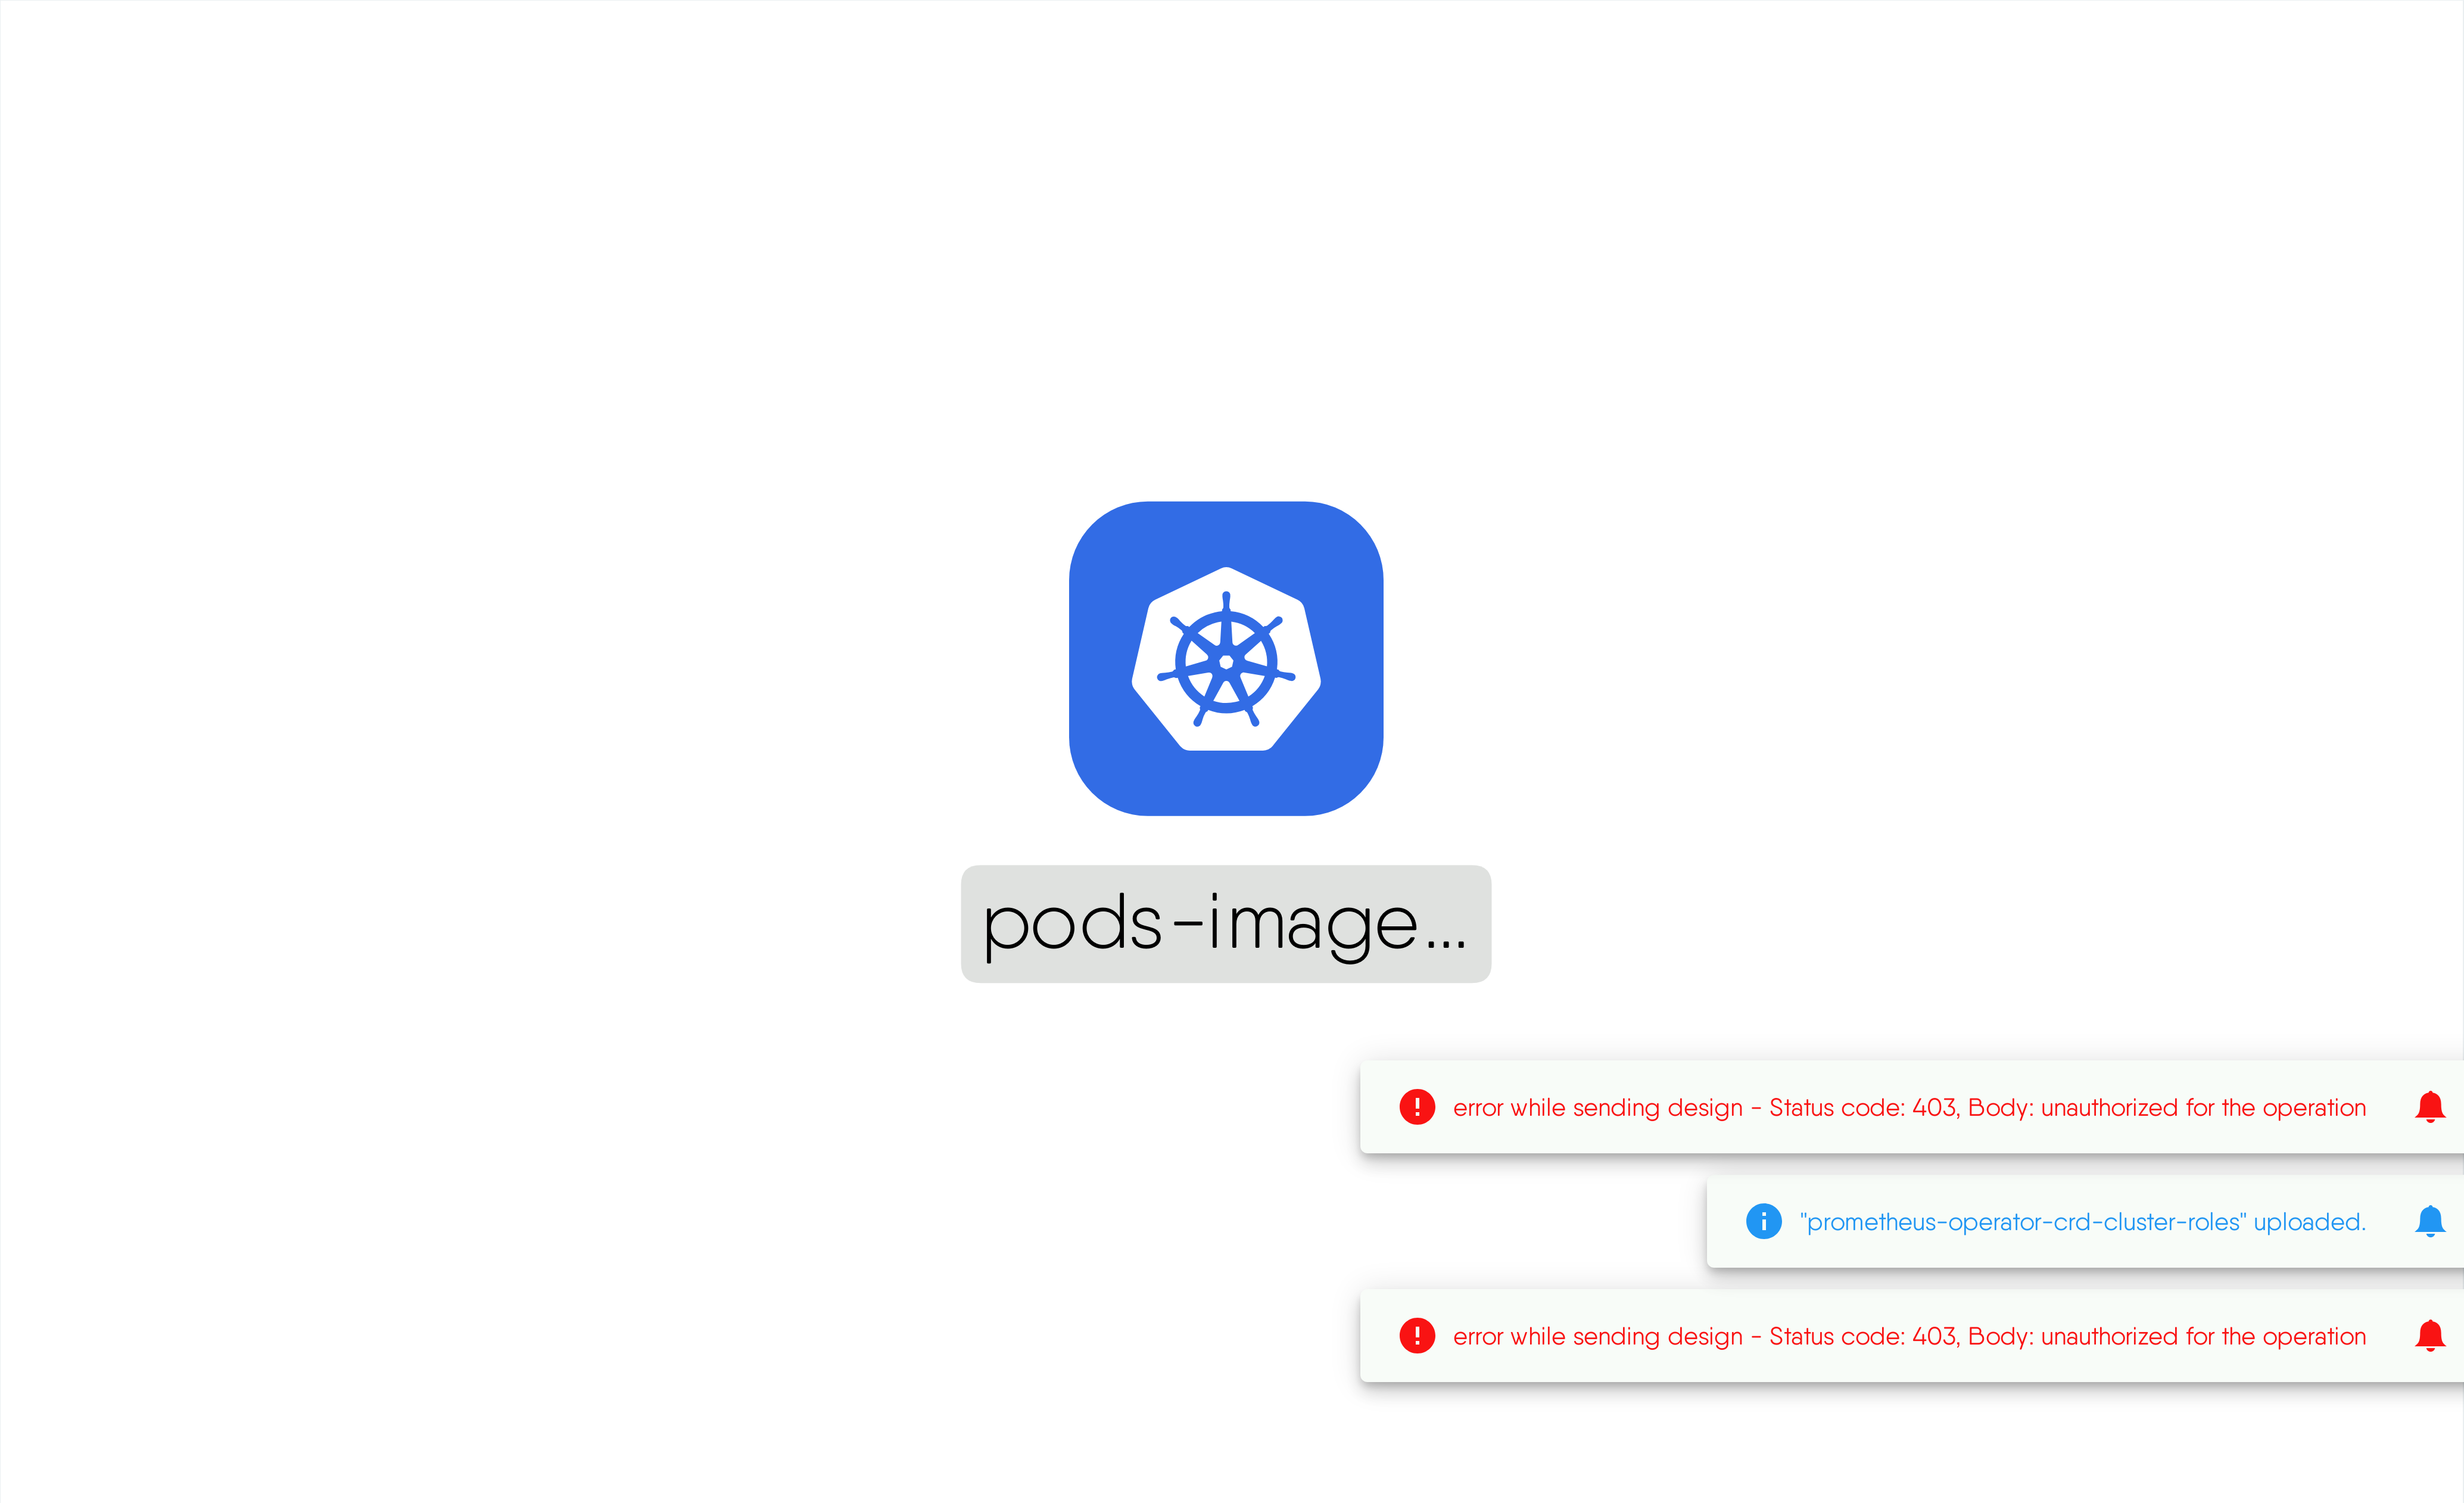 pods-image...
error while sending design - Status code: 403, Body: unauthorized for the operation
"prometheus-operator-crd-cluster-roles" uploaded.
error while sending design - Status code: 403, Body: unauthorized for the operation